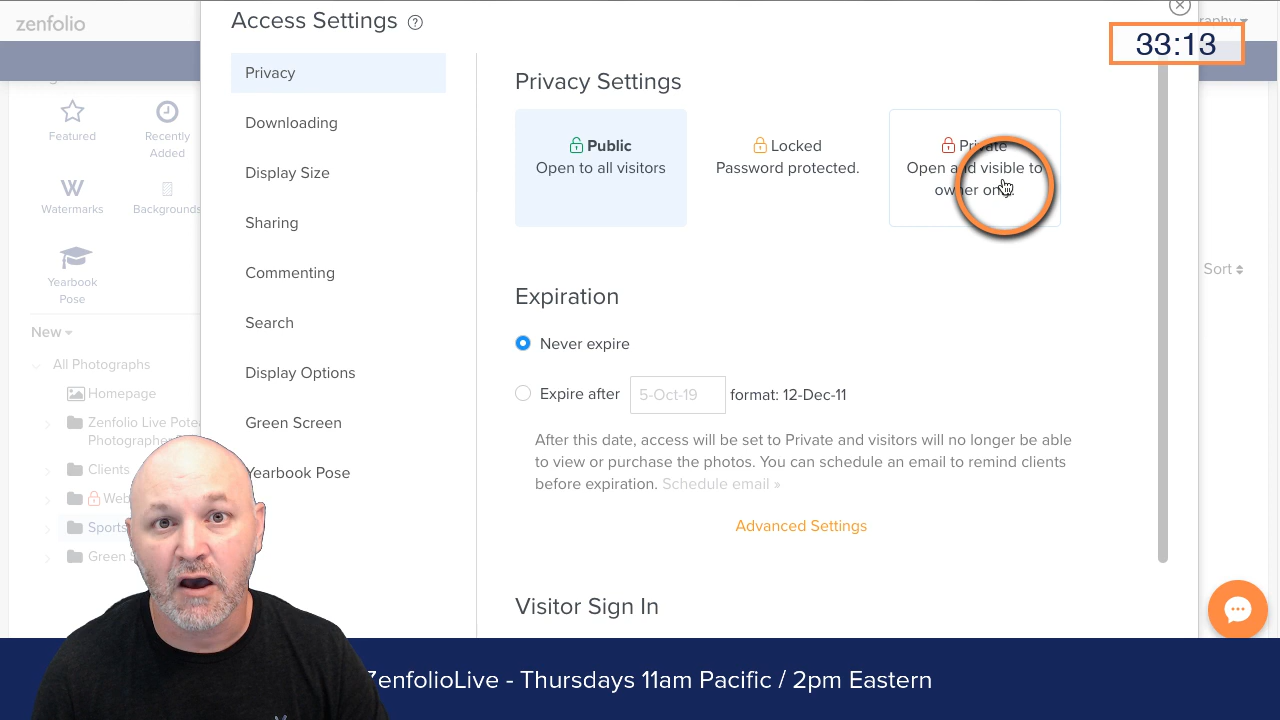 zenfolio
Access Settings ?
33:13
Privacy
Downloading
Display Size
Sharing
Commenting
Search
Display Options
Green Screen
Yearbook Pose
Privacy Settings
Public
Open to all visitors
Locked
Password protected.
Private
Open and visible to
owner
Expiration
Never expire
Expire after 5-Oct-19 format: 12-Dec-11
After this date, access will be set to Private and visitors will no longer be able
to view or purchase the photos. You can schedule an email to remind clients
before expiration. Schedule email »
Advanced Settings
Visitor Sign In
Featured
Recently
Added
Watermarks
Backgrounds
Yearbook
Pose
New
All Photographs
Homepage
Zenfolio Live
Photographer
Clients
Sports
Green
Sort
ZenfolioLive - Thursdays 11am Pacific / 2pm Eastern